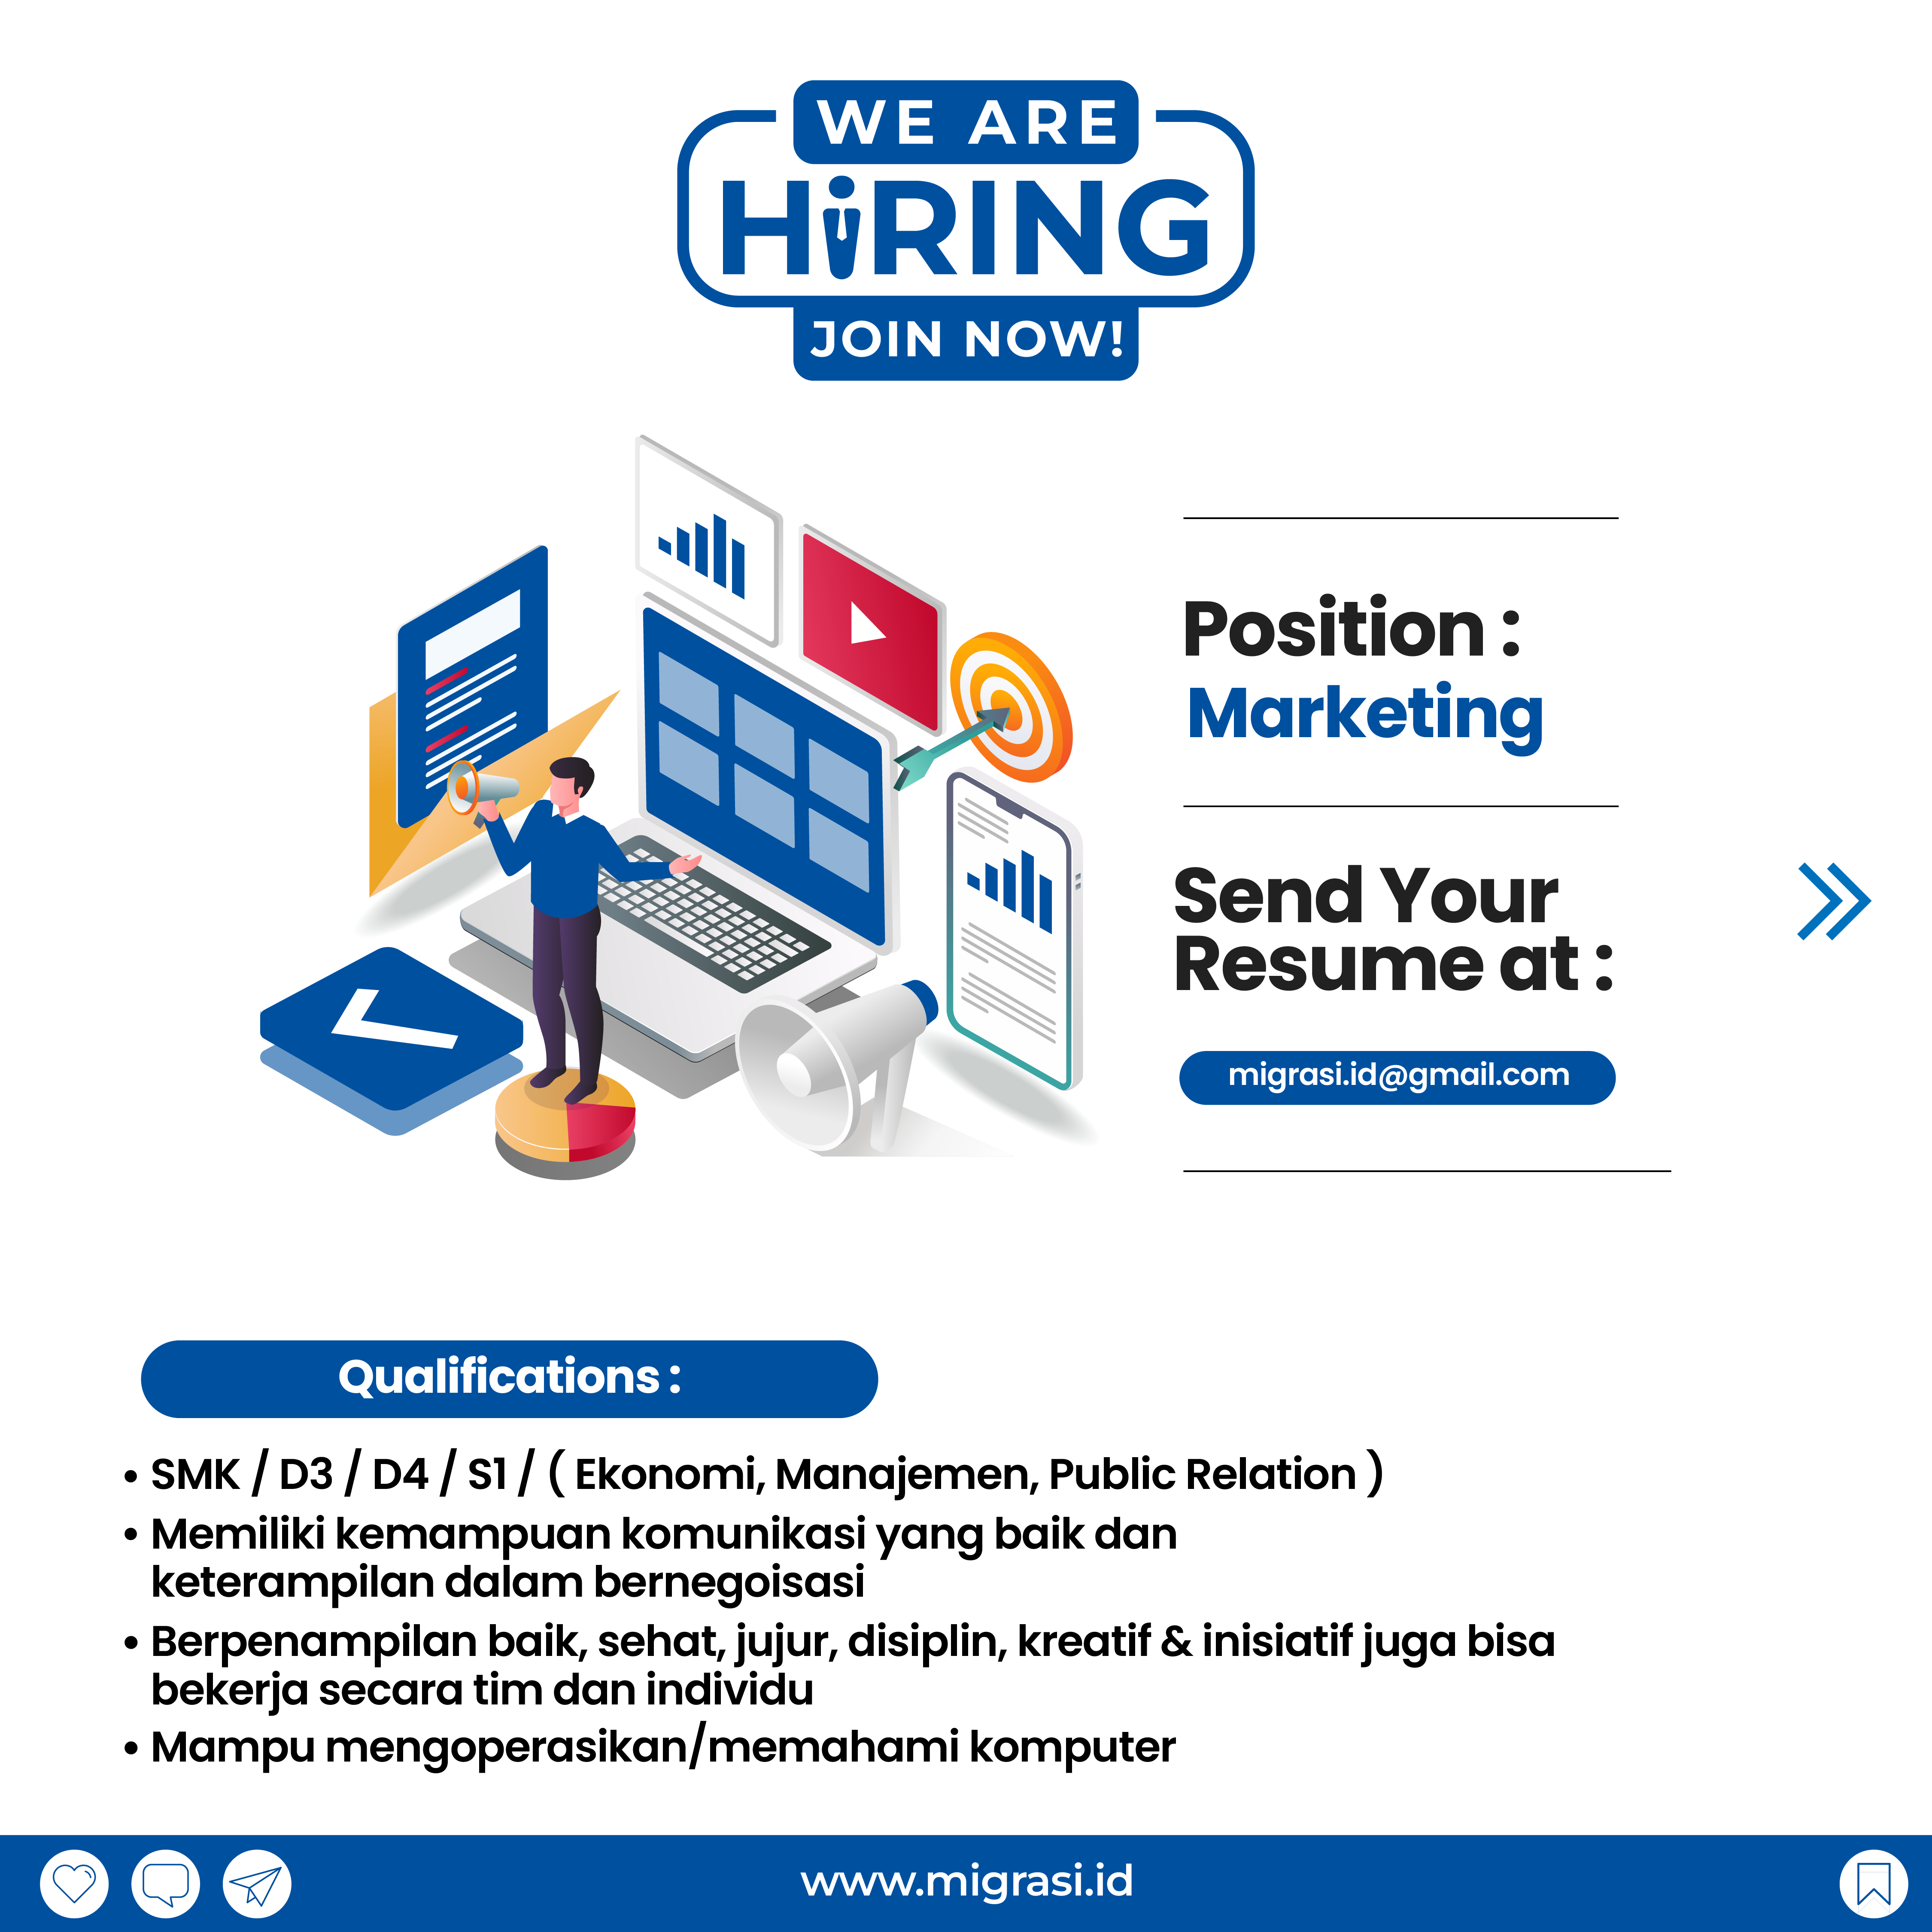 WE ARE
HiRING
JOIN NOW!
Position :
Marketing
Send Your
Resume at :
migrasi.id@gmail.com
Qualifications :
• SMK / D3 / D4 / S1 / ( Ekonomi, Manajemen, Public Relation )
• Memiliki kemampuan komunikasi yang baik dan
keterampilan dalam bernegoisasi
• Berpenampilan baik, sehat, jujur, disiplin, kreatif & inisiatif juga bisa
bekerja secara tim dan individu
• Mampu mengoperasikan/memahami komputer
www.migrasi.id